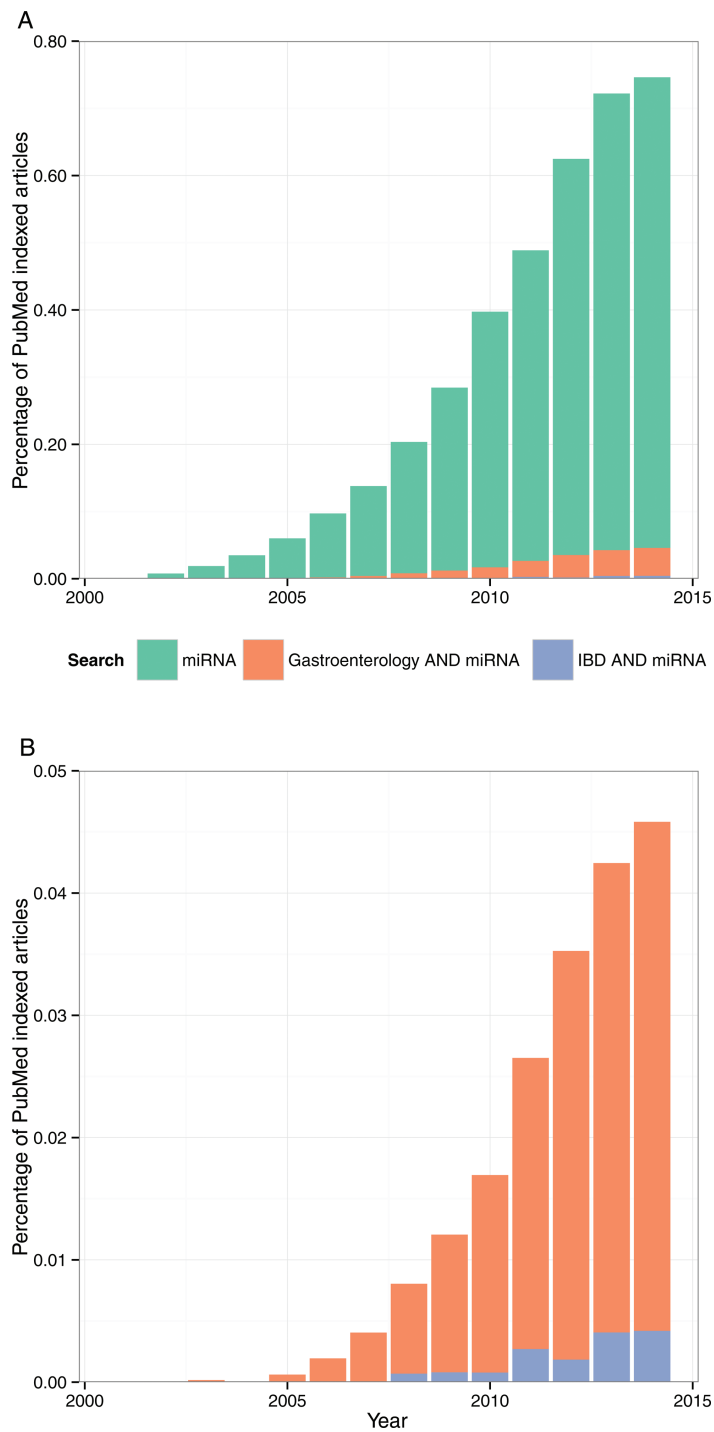 A
Percentage of PubMed indexed articles
0.80
0.60
0.40
0.20
0.00
2000 2005 2010 2015
Search miRNA Gastroenterology AND miRNA IBD AND miRNA
B
Percentage of PubMed indexed articles
0.05
0.04
0.03
0.02
0.01
0.00
2000 2005 2010 2015
Year